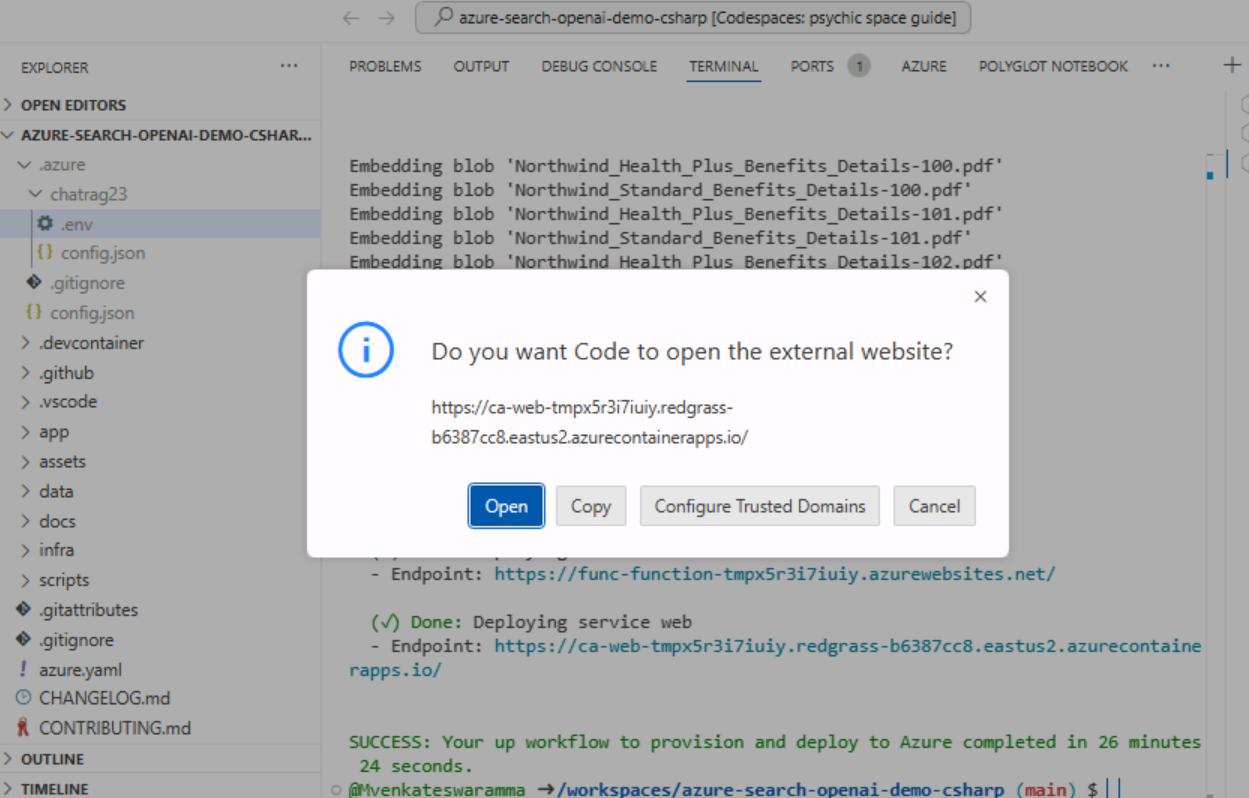 azure-search-openai-demo-csharp [Codespaces: psychic space guide]
EXPLORER
OPEN EDITORS
AZURE-SEARCH-OPENAI-DEMO-CSHAR...
.azure
chatrag23
.env
config.json
.gitignore
config.json
.devcontainer
.github
.vscode
app
assets
data
docs
infra
scripts
.gitattributes
.gitignore
azure.yaml
CHANGELOG.md
CONTRIBUTING.md
OUTLINE
TIMELINE
PROBLEMS OUTPUT DEBUG CONSOLE TERMINAL PORTS 1 AZURE POLYGLOT NOTEBOOK
Embedding blob 'Northwind_Health_Plus_Benefits_Details-100.pdf'
Embedding blob 'Northwind_Standard_Benefits_Details-100.pdf'
Embedding blob 'Northwind_Health_Plus_Benefits_Details-101.pdf'
Embedding blob 'Northwind_Standard_Benefits_Details-101.pdf'
Embedding blob 'Northwind_Health_Plus_Benefits_Details-102.pdf'
Do you want Code to open the external website?
https://ca-web-tmpx5r3i7iuiy.redgrass-
b6387cc8.eastus2.azurecontainerapps.io/
Open Copy Configure Trusted Domains Cancel
- Endpoint: https://func-function-tmpx5r3i7iuiy.azurewebsites.net/
(✓) Done: Deploying service web
- Endpoint: https://ca-web-tmpx5r3i7iuiy.redgrass-b6387cc8.eastus2.azurecontaine
rapps.io/
SUCCESS: Your up workflow to provision and deploy to Azure completed in 26 minutes
24 seconds.
@Mvenkateswaramma ➜/workspaces/azure-search-openai-demo-csharp (main) $